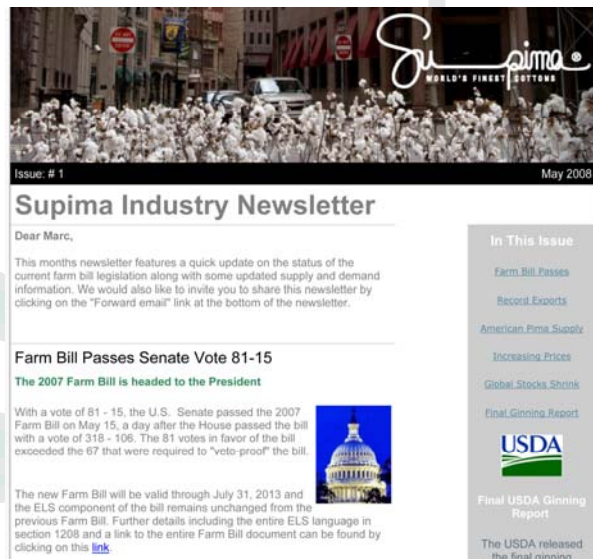 Supima®
WORLD'S FINEST COTTONS
Issue: # 1
May 2008
Supima Industry Newsletter
Dear Marc,
This months newsletter features a quick update on the status of the
current farm bill legislation along with some updated supply and demand
information. We would also like to invite you to share this newsletter by
clicking on the "Forward email" link at the bottom of the newsletter.
Farm Bill Passes Senate Vote 81-15
The 2007 Farm Bill is headed to the President
With a vote of 81 - 15, the U.S. Senate passed the 2007
Farm Bill on May 15, a day after the House passed the bill
with a vote of 318 - 106. The 81 votes in favor of the bill
exceeded the 67 that were required to "veto-proof" the bill.
The new Farm Bill will be valid through July 31, 2013 and
the ELS component of the bill remains unchanged from the
previous Farm Bill. Further details including the entire ELS language in
section 1208 and a link to the entire Farm Bill document can be found by
clicking on this link.
In This Issue
Farm Bill Passes
Record Exports
American Pima Supply
Increasing Prices
Global Stocks Shrink
Final Ginning Report
USDA
Final USDA Ginning
Report
The USDA released
the final ginning